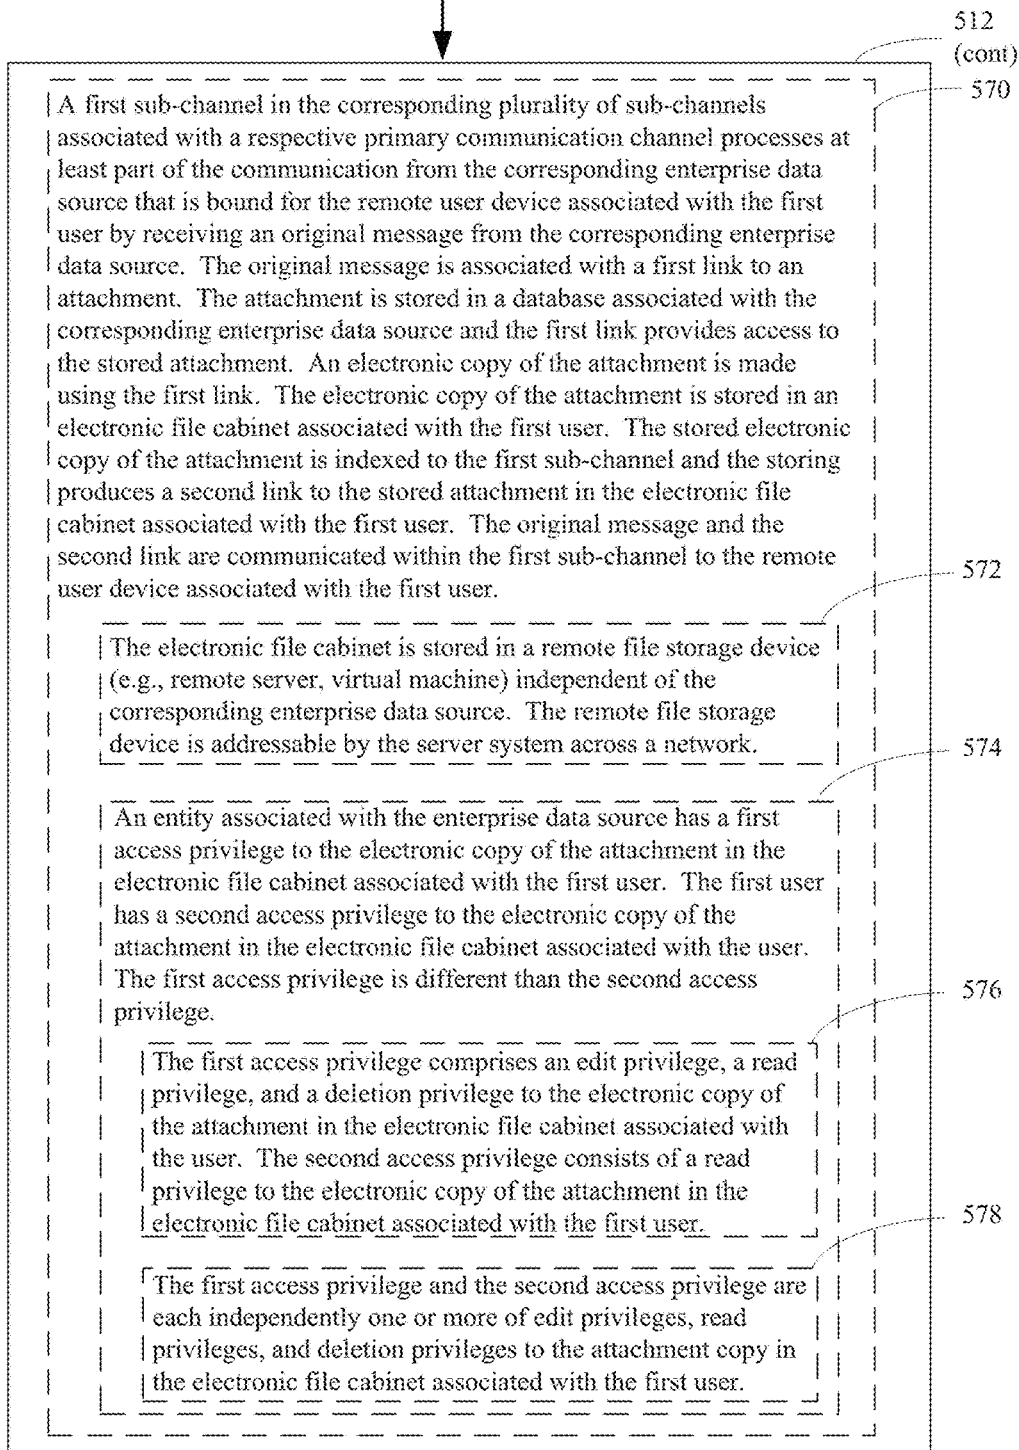 512
(cont)
570
A first sub-channel in the corresponding plurality of sub-channels
associated with a respective primary communication channel processes at
least part of the communication from the corresponding enterprise data
source that is bound for the remote user device associated with the first
user by receiving an original message from the corresponding enterprise
data source.  The original message is associated with a first link to an
attachment.  The attachment is stored in a database associated with the
corresponding enterprise data source and the first link provides access to
the stored attachment.  An electronic copy of the attachment is made
using the first link.  The electronic copy of the attachment is stored in an
electronic file cabinet associated with the first user.  The stored electronic
copy of the attachment is indexed to the first sub-channel and the storing
produces a second link to the stored attachment in the electronic file
cabinet associated with the first user.  The original message and the
second link are communicated within the first sub-channel to the remote
user device associated with the first user.
572
The electronic file cabinet is stored in a remote file storage device
(e.g., remote server, virtual machine) independent of the
corresponding enterprise data source.  The remote file storage
device is addressable by the server system across a network.
574
An entity associated with the enterprise data source has a first
access privilege to the electronic copy of the attachment in the
electronic file cabinet associated with the first user.  The first user
has a second access privilege to the electronic copy of the
attachment in the electronic file cabinet associated with the user.
The first access privilege is different than the second access
privilege.
576
The first access privilege comprises an edit privilege, a read
privilege, and a deletion privilege to the electronic copy of
the attachment in the electronic file cabinet associated with
the user.  The second access privilege consists of a read
privilege to the electronic copy of the attachment in the
electronic file cabinet associated with the first user.
578
The first access privilege and the second access privilege are
each independently one or more of edit privileges, read
privileges, and deletion privileges to the attachment copy in
the electronic file cabinet associated with the first user.